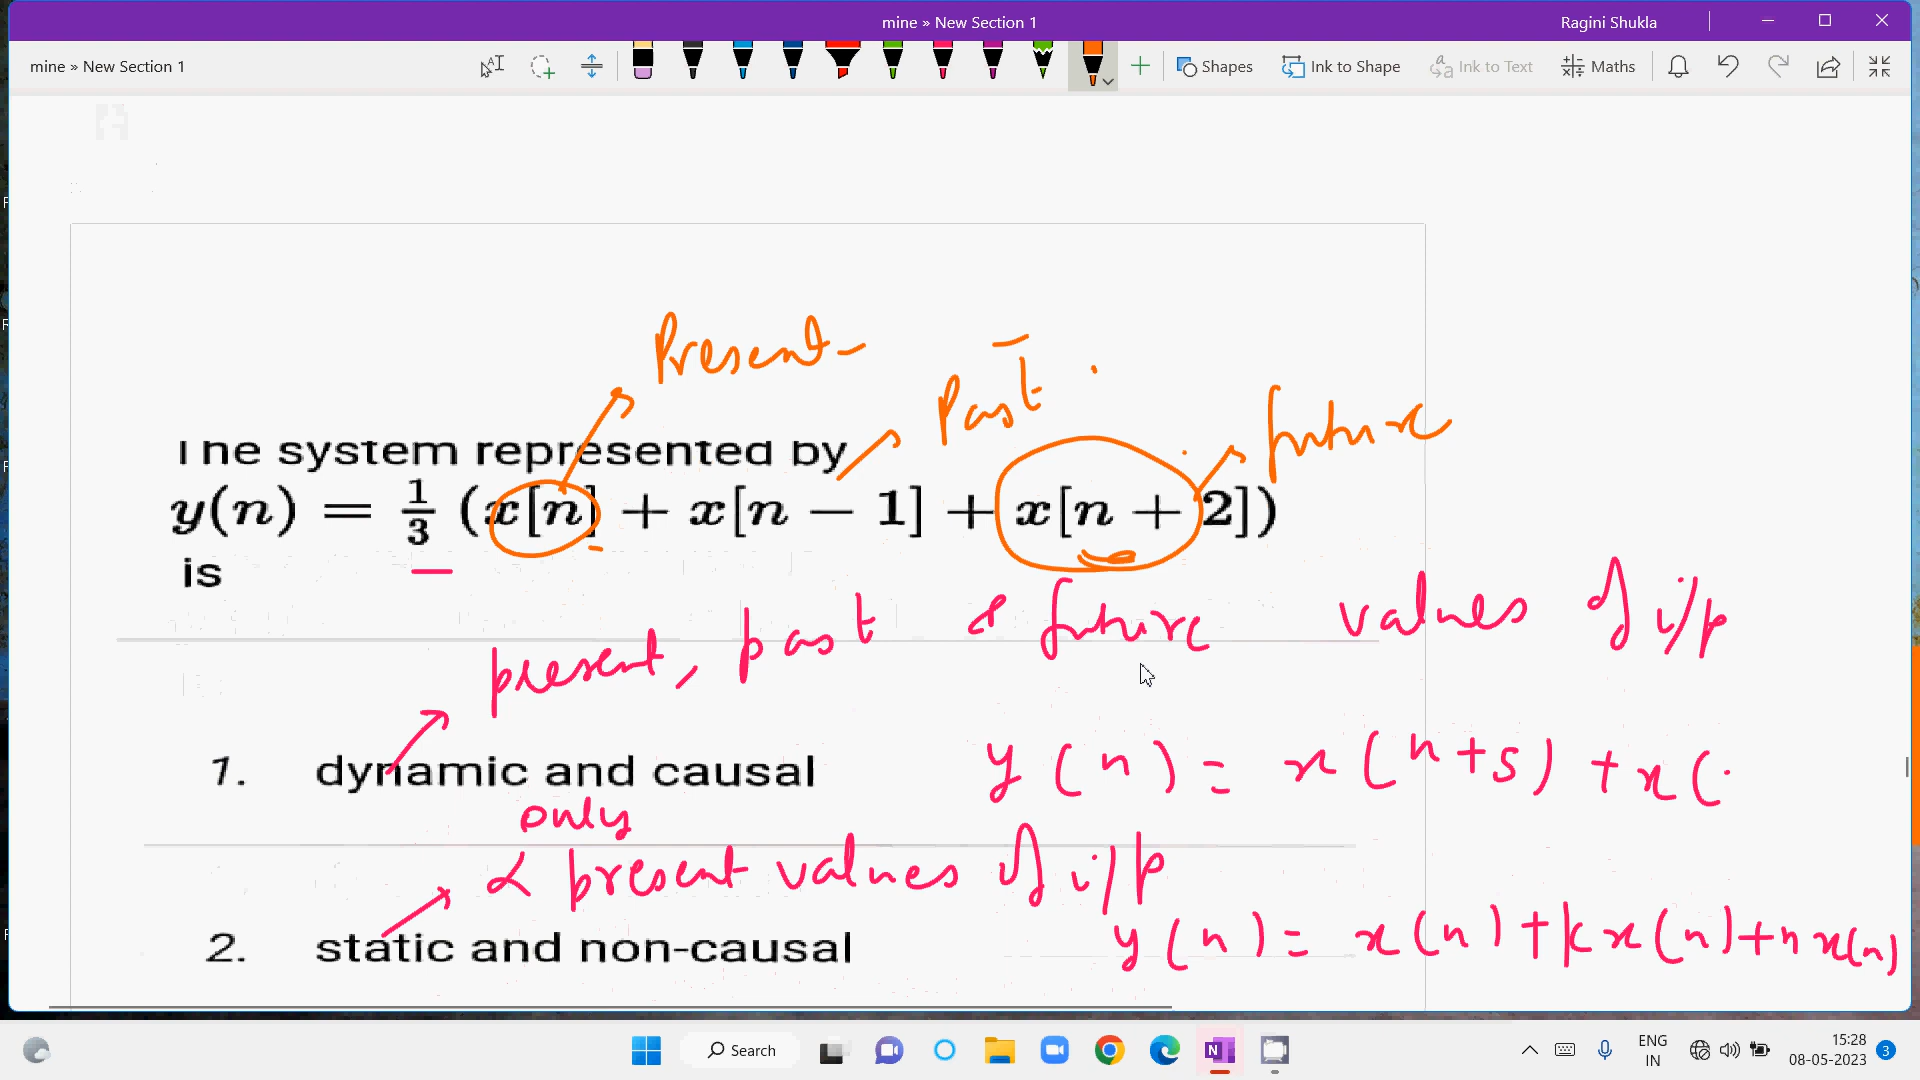 mine » New Section 1
Ragini Shukla
mine » New Section 1
Shapes
Ink to Shape
Ink to Text
Maths
Present
Past
future
The system represented by
y(n) = 1/3 (x[n] + x[n − 1] + x[n + 2])
is
present, past & future values of i/p
1. dynamic and causal
y(n) = x(n+5) + x(
only
α present values of i/p
2. static and non-causal
y(n) = x(n) + k x(n) + n x(n)
Search
ENG
IN
15:28
08-05-2023
3